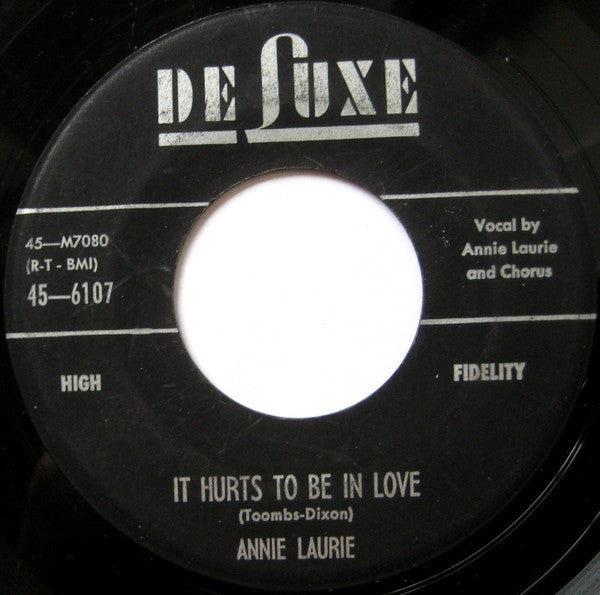 DE LUXE
45—M7080
(R-T - BMI)
45—6107
Vocal by
Annie Laurie
and Chorus
HIGH
FIDELITY
IT HURTS TO BE IN LOVE
(Toombs-Dixon)
ANNIE LAURIE